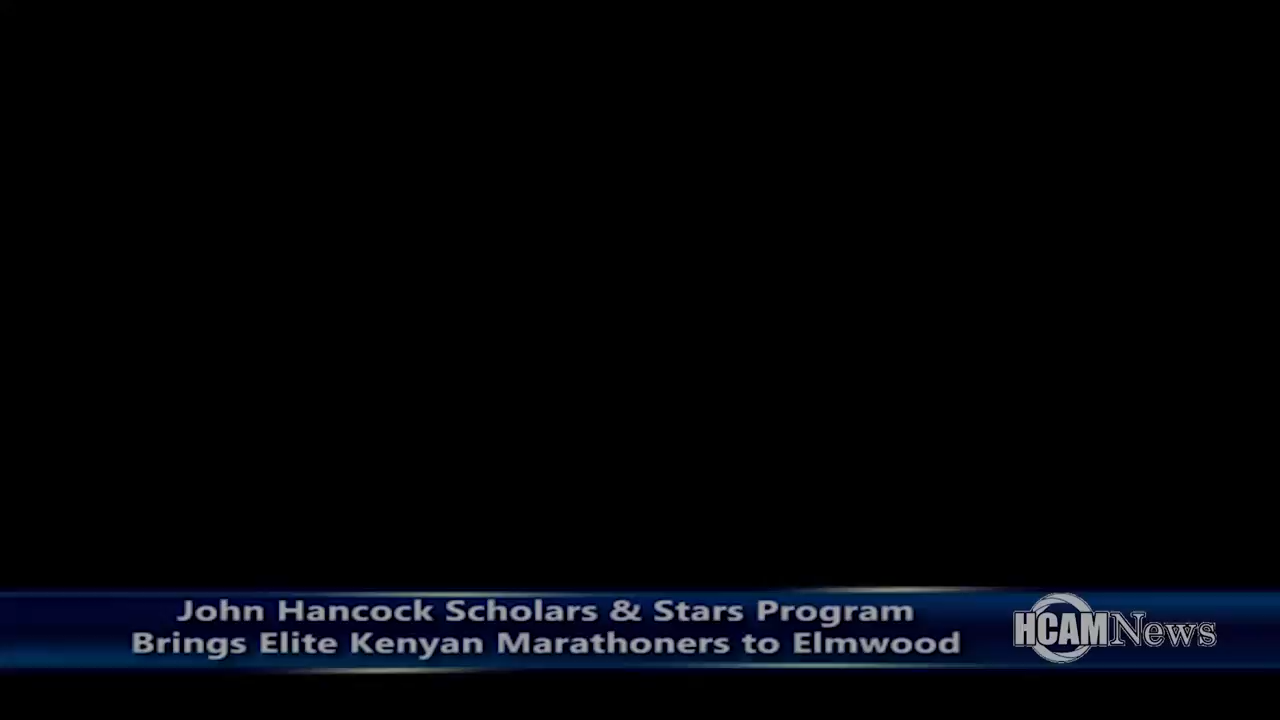 John Hancock Scholars & Stars Program
Brings Elite Kenyan Marathoners to Elmwood
HCAMNews